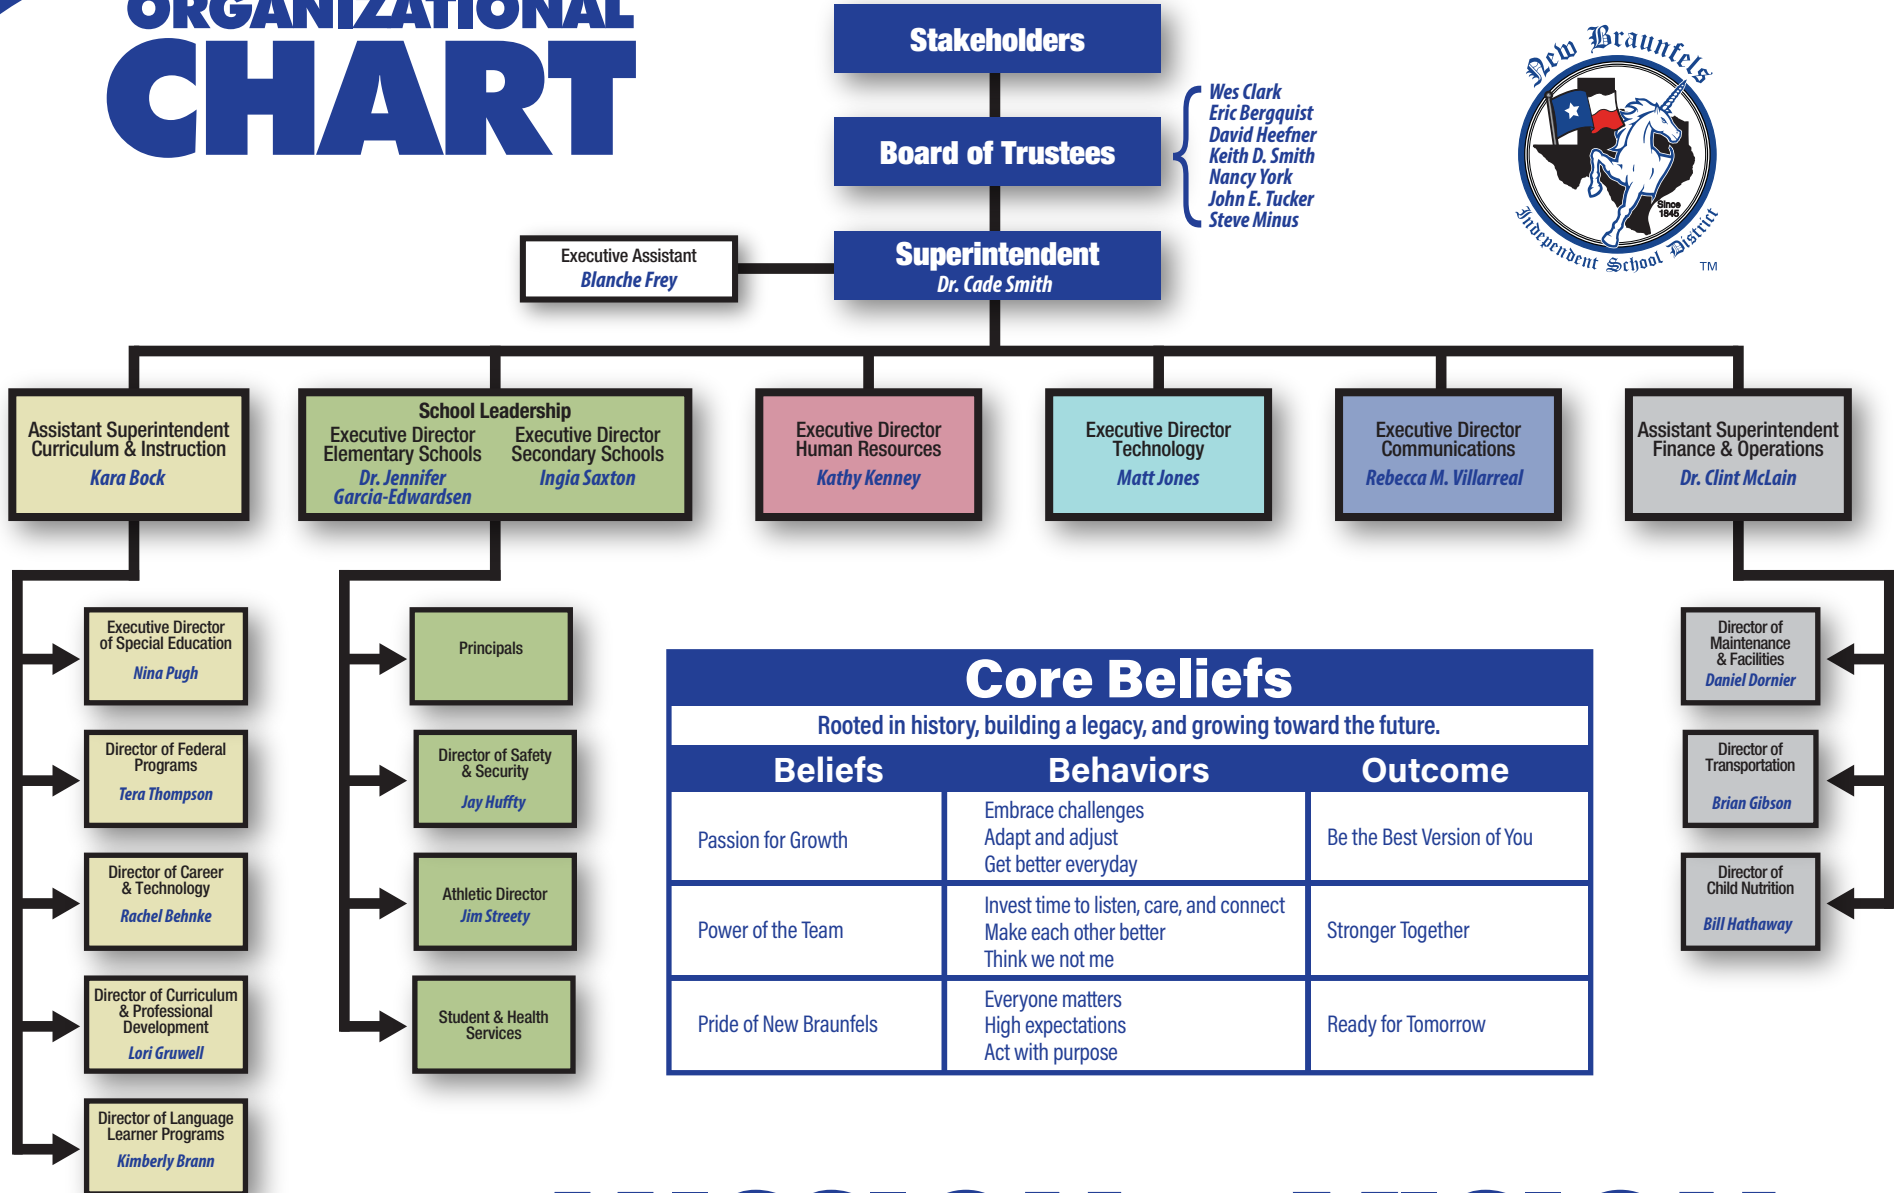 ORGANIZATIONAL
CHART
Stakeholders
Board of Trustees
Wes Clark
Eric Bergquist
David Heefner
Keith D. Smith
Nancy York
John E. Tucker
Steve Minus
New Braunfels
Since
1845
Independent School District
TM
Executive Assistant
Blanche Frey
Superintendent
Dr. Cade Smith
Assistant Superintendent
Curriculum & Instruction
Kara Bock
School Leadership
Executive Director
Elementary Schools
Dr. Jennifer
Garcia-Edwardsen
Executive Director
Secondary Schools
Ingia Saxton
Executive Director
Human Resources
Kathy Kenney
Executive Director
Technology
Matt Jones
Executive Director
Communications
Rebecca M. Villarreal
Assistant Superintendent
Finance & Operations
Dr. Clint McLain
Executive Director
of Special Education
Nina Pugh
Director of Federal
Programs
Tera Thompson
Director of Career
& Technology
Rachel Behnke
Director of Curriculum
& Professional
Development
Lori Gruwell
Director of Language
Learner Programs
Kimberly Brann
Principals
Director of Safety
& Security
Jay Huffty
Athletic Director
Jim Streety
Student & Health
Services
Core Beliefs
Rooted in history, building a legacy, and growing toward the future.
Beliefs Behaviors Outcome
Passion for Growth
Embrace challenges
Adapt and adjust
Get better everyday
Be the Best Version of You
Power of the Team
Invest time to listen, care, and connect
Make each other better
Think we not me
Stronger Together
Pride of New Braunfels
Everyone matters
High expectations
Act with purpose
Ready for Tomorrow
Director of
Maintenance
& Facilities
Daniel Dornier
Director of
Transportation
Brian Gibson
Director of
Child Nutrition
Bill Hathaway